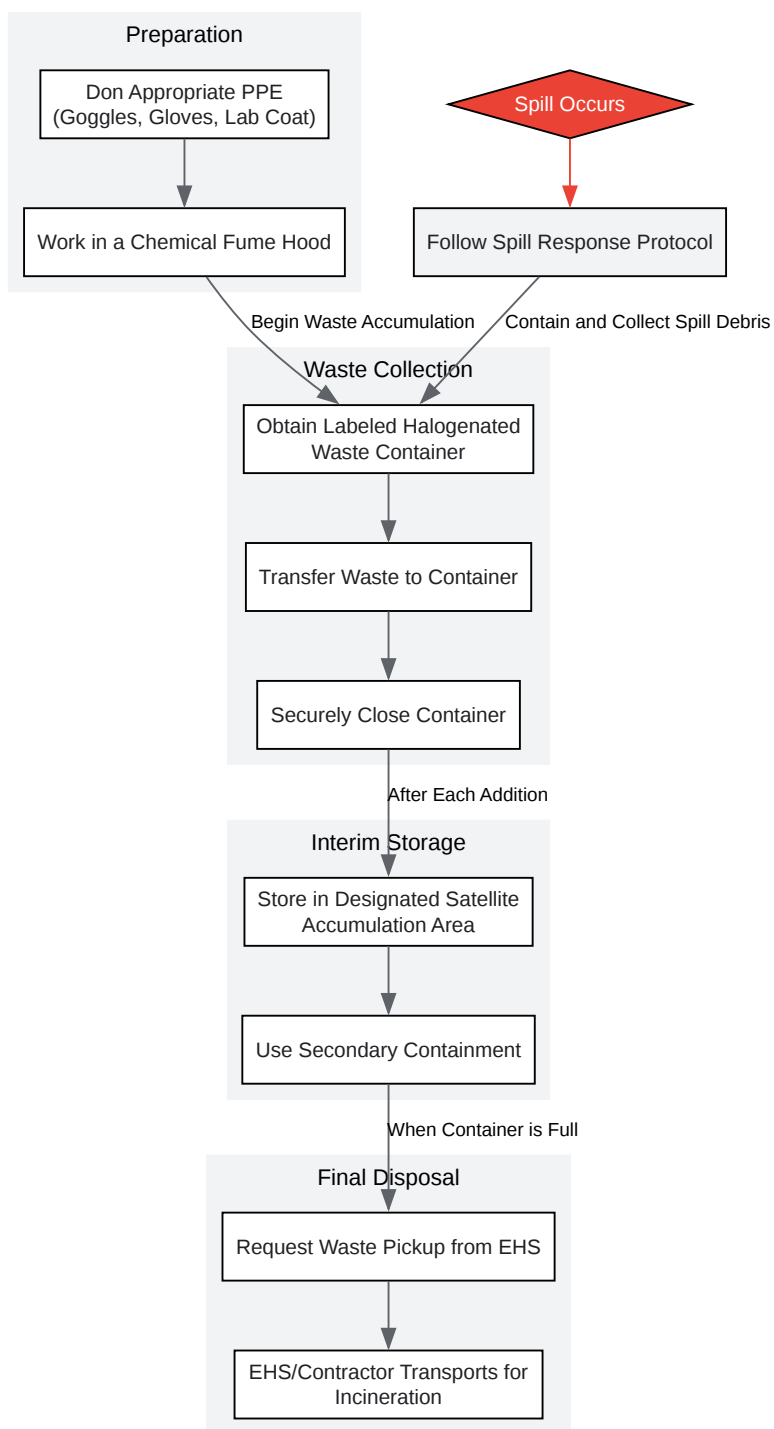 Preparation
Don Appropriate PPE
(Goggles, Gloves, Lab Coat)
Spill Occurs
Work in a Chemical Fume Hood
Follow Spill Response Protocol
Begin Waste Accumulation
Contain and Collect Spill Debris
Waste Collection
Obtain Labeled Halogenated
Waste Container
Transfer Waste to Container
Securely Close Container
After Each Addition
Interim Storage
Store in Designated Satellite
Accumulation Area
Use Secondary Containment
When Container is Full
Final Disposal
Request Waste Pickup from EHS
EHS/Contractor Transports for
Incineration